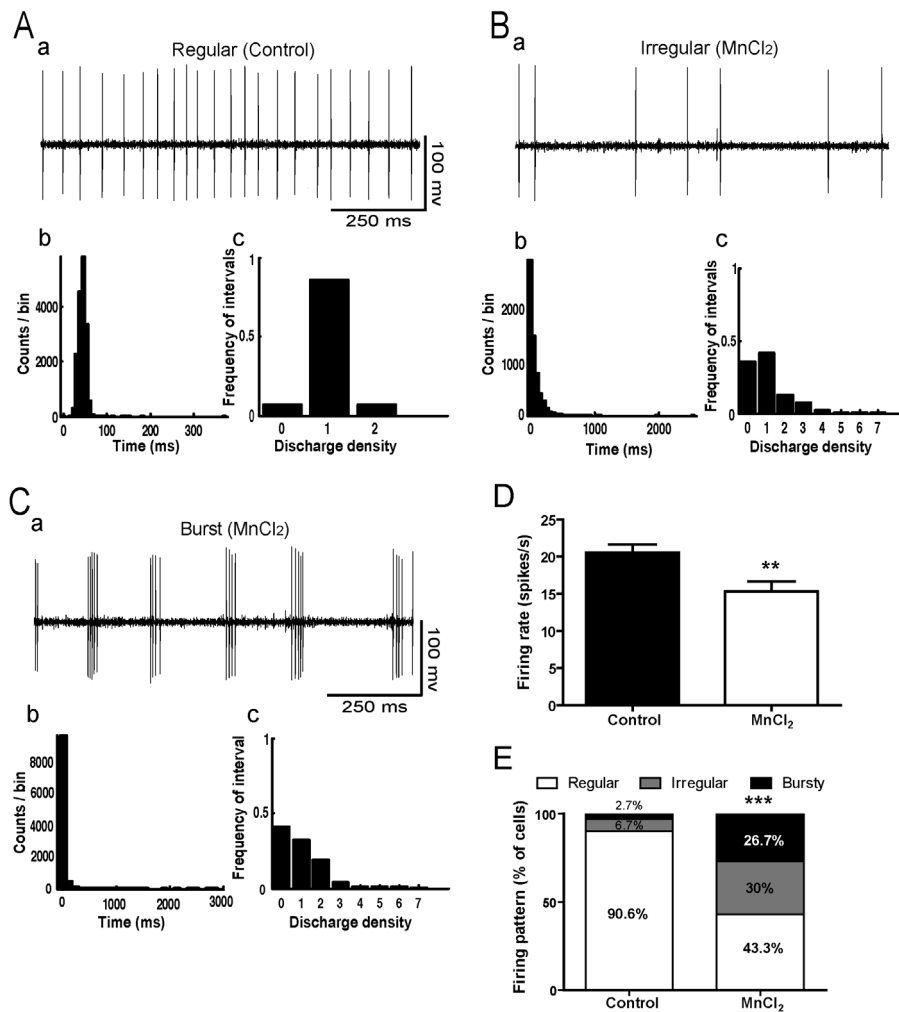 A
a
Regular (Control)
100 mv
250 ms
b
Counts / bin
4000
2000
0
0 100 200 300
Time (ms)
c
Frequency of intervals
1
0.5
0
0 1 2
Discharge density
B
a
Irregular (MnCl2)
b
Counts / bin
2000
1000
0
0 1000 2000
Time (ms)
c
Frequency of intervals
1
0.5
0
0 1 2 3 4 5 6 7
Discharge density
C
a
Burst (MnCl2)
100 mv
250 ms
b
Counts / bin
8000
6000
4000
2000
0
0 1000 2000 3000
Time (ms)
c
Frequency of interval
1
0.5
0
0 1 2 3 4 5 6 7
Discharge density
D
Firing rate (spikes/s)
25
20
15
10
5
0
**
Control MnCl2
E
Regular Irregular Bursty
Firing pattern (% of cells)
100
50
0
2.7%
6.7%
90.6%
***
26.7%
30%
43.3%
Control MnCl2